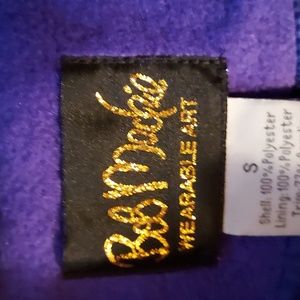 Bob Mackie
WEARABLE ART
S
Shell: 100% Polyester
Lining: 100% Polyester